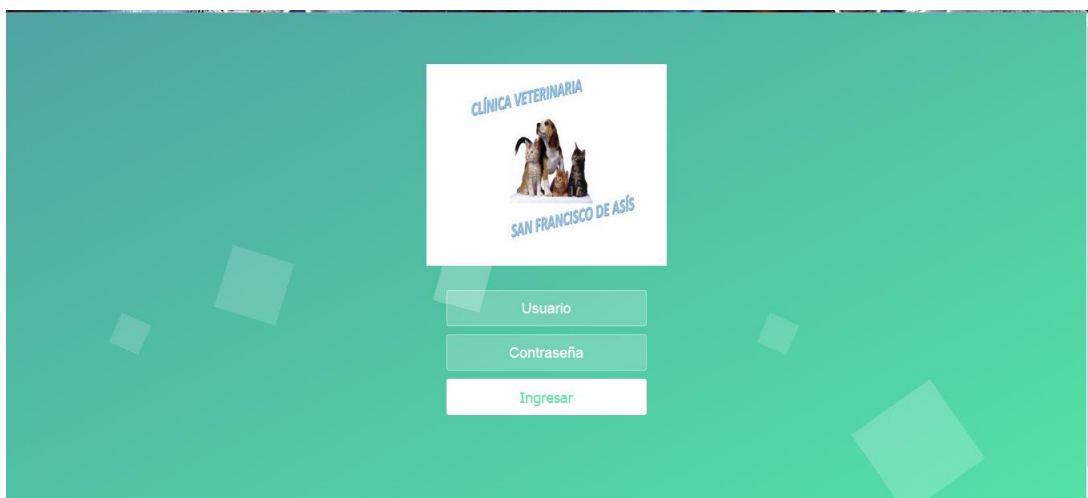 CLÍNICA VETERINARIA
SAN FRANCISCO DE ASÍS
Usuario
Contraseña
Ingresar